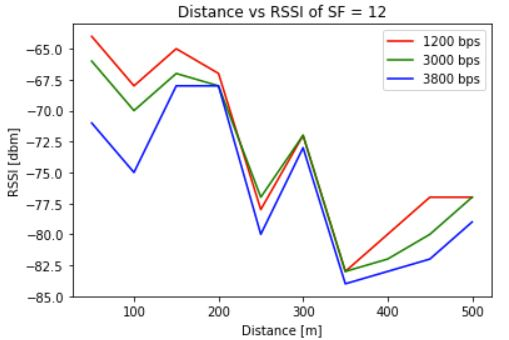 Distance vs RSSI of SF = 12
1200 bps
3000 bps
3800 bps
RSSI [dbm]
−65.0
−67.5
−70.0
−72.5
−75.0
−77.5
−80.0
−82.5
−85.0
100
200
300
400
500
Distance [m]